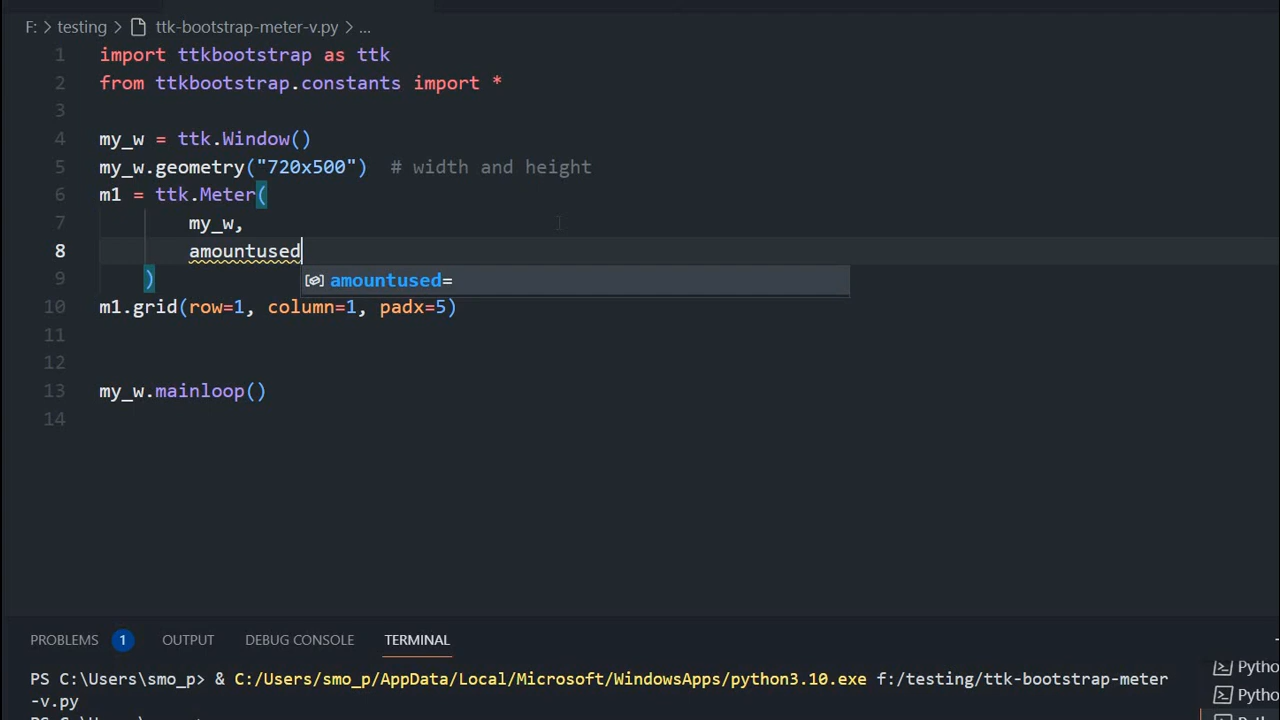 F: > testing > ttk-bootstrap-meter-v.py > ...
1 import ttkbootstrap as ttk
2 from ttkbootstrap.constants import *
3
4 my_w = ttk.Window()
5 my_w.geometry("720x500")  # width and height
6 m1 = ttk.Meter(
7         my_w,
8         amountused
amountused=
9     )
10 m1.grid(row=1, column=1, padx=5)
11
12
13 my_w.mainloop()
14
PROBLEMS 1 OUTPUT DEBUG CONSOLE TERMINAL
PS C:\Users\smo_p> & C:/Users/smo_p/AppData/Local/Microsoft/WindowsApps/python3.10.exe f:/testing/ttk-bootstrap-meter
-v.py
PS C:\Users\smo_p>
Pytho
Pytho